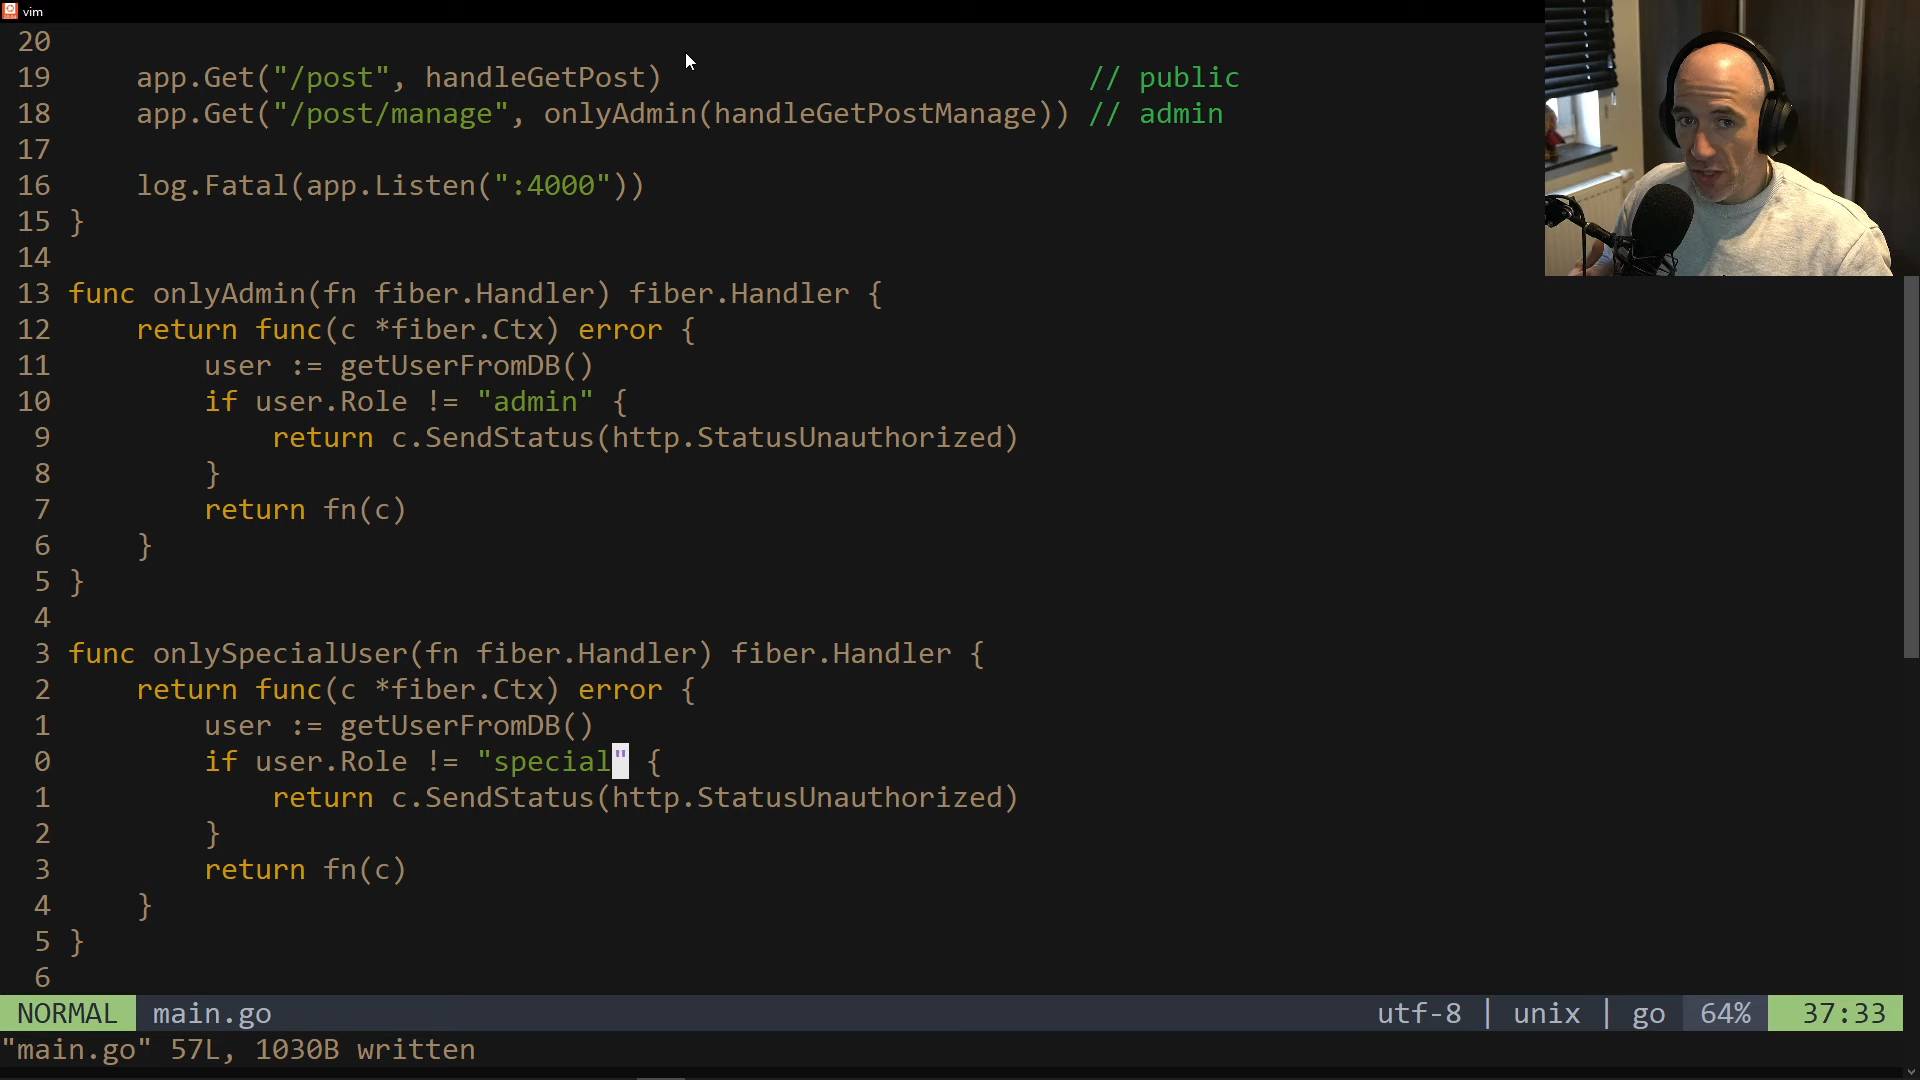 vim
20
19     app.Get("/post", handleGetPost)                         // public
18     app.Get("/post/manage", onlyAdmin(handleGetPostManage)) // admin
17
16     log.Fatal(app.Listen(":4000"))
15 }
14
13 func onlyAdmin(fn fiber.Handler) fiber.Handler {
12     return func(c *fiber.Ctx) error {
11         user := getUserFromDB()
10         if user.Role != "admin" {
 9             return c.SendStatus(http.StatusUnauthorized)
 8         }
 7         return fn(c)
 6     }
 5 }
 4
 3 func onlySpecialUser(fn fiber.Handler) fiber.Handler {
 2     return func(c *fiber.Ctx) error {
 1         user := getUserFromDB()
 0         if user.Role != "special" {
 1             return c.SendStatus(http.StatusUnauthorized)
 2         }
 3         return fn(c)
 4     }
 5 }
 6
NORMAL main.go utf-8 | unix | go 64% 37:33
"main.go" 57L, 1030B written